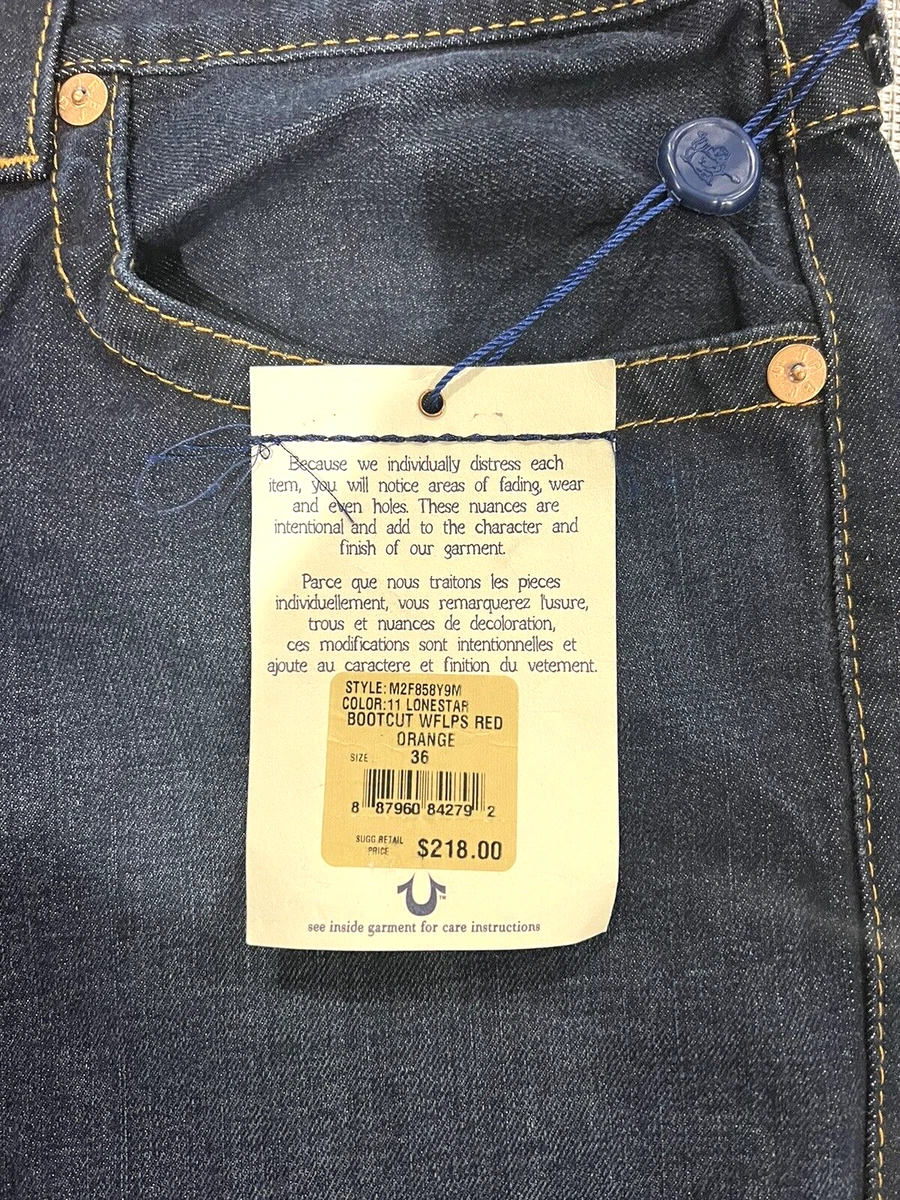 Because we individually distress each
item, you will notice areas of fading, wear
and even holes. These nuances are
intentional and add to the character and
finish of our garment.
Parce que nous traitons les pieces
individuellement, vous remarquerez l'usure,
trous et nuances de decoloration,
ces modifications sont intentionnelles et
ajoute au caractere et finition du vetement.
STYLE: M2F858Y9M
COLOR: 11 LONESTAR
BOOTCUT WFLPS RED
ORANGE
SIZE 36
8 87960 84279 2
SUGG RETAIL
PRICE $218.00
TM
see inside garment for care instructions